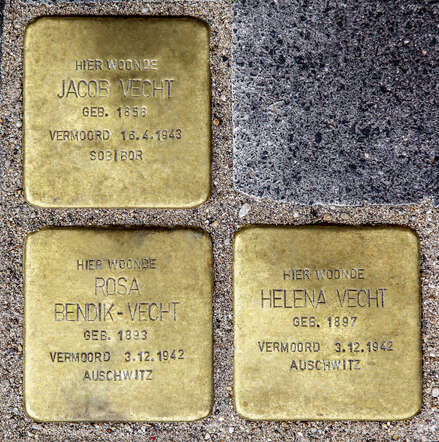 HIER WOONDE
JACOB VECHT
GEB. 1858
VERMOORD 16.4.1943
SOBIBOR
HIER WOONDE
ROSA
BENDIK-VECHT
GEB. 1893
VERMOORD 3.12.1942
AUSCHWITZ
HIER WOONDE
HELENA VECHT
GEB. 1897
VERMOORD 3.12.1942
AUSCHWITZ